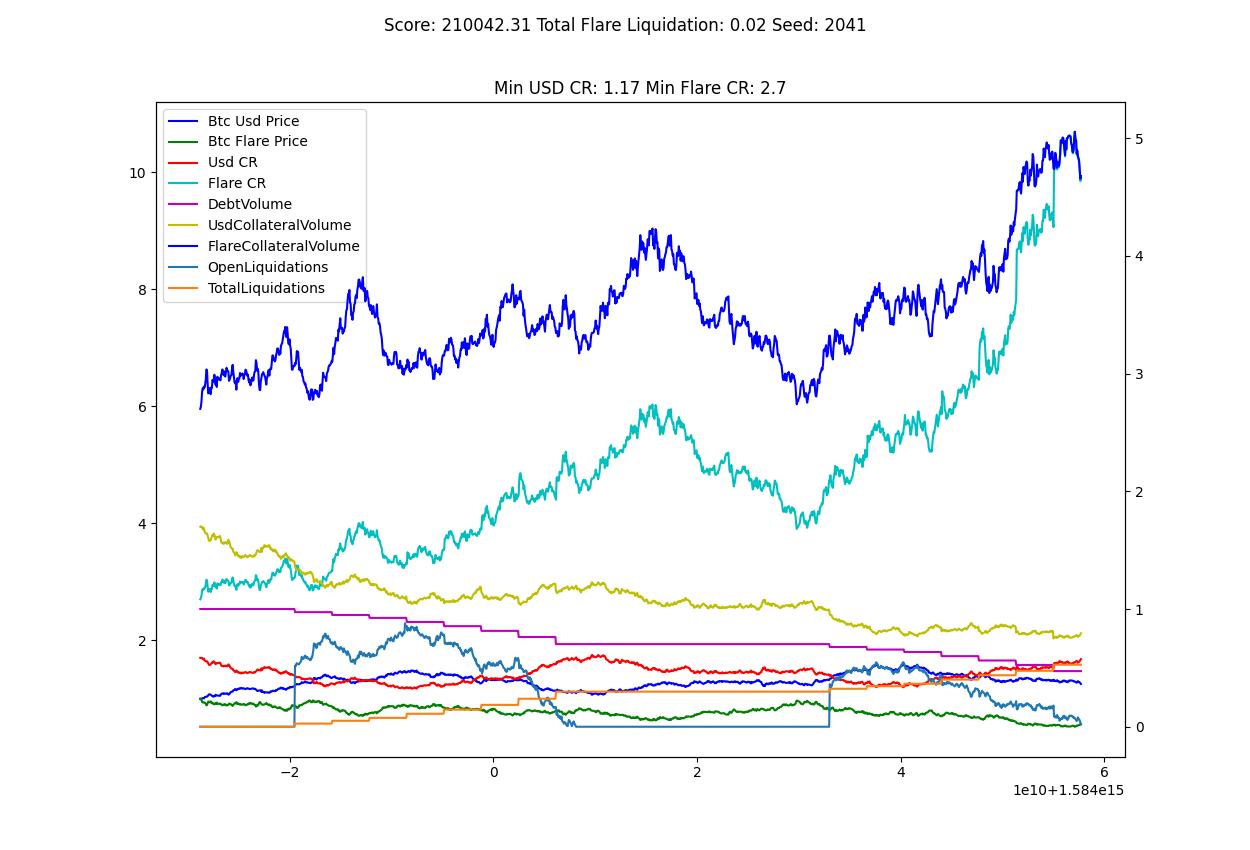 Score: 210042.31 Total Flare Liquidation: 0.02 Seed: 2041
Min USD CR: 1.17 Min Flare CR: 2.7
Btc Usd Price
Btc Flare Price
Usd CR
Flare CR
DebtVolume
UsdCollateralVolume
FlareCollateralVolume
OpenLiquidations
TotalLiquidations
10
8
6
4
2
5
4
3
2
1
0
−2 0 2 4 6
1e10+1.584e15